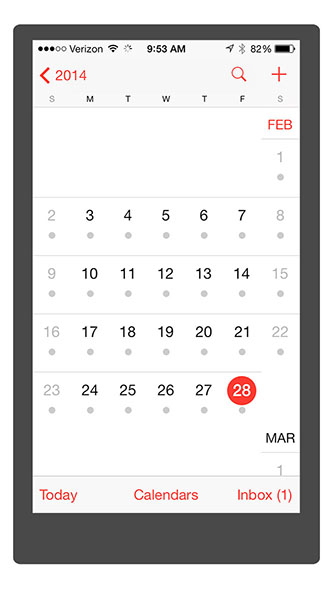 Verizon 9:53 AM 82%
2014
S M T W T F S
FEB
1
2 3 4 5 6 7 8
9 10 11 12 13 14 15
16 17 18 19 20 21 22
23 24 25 26 27 28
MAR
1
Today Calendars Inbox (1)